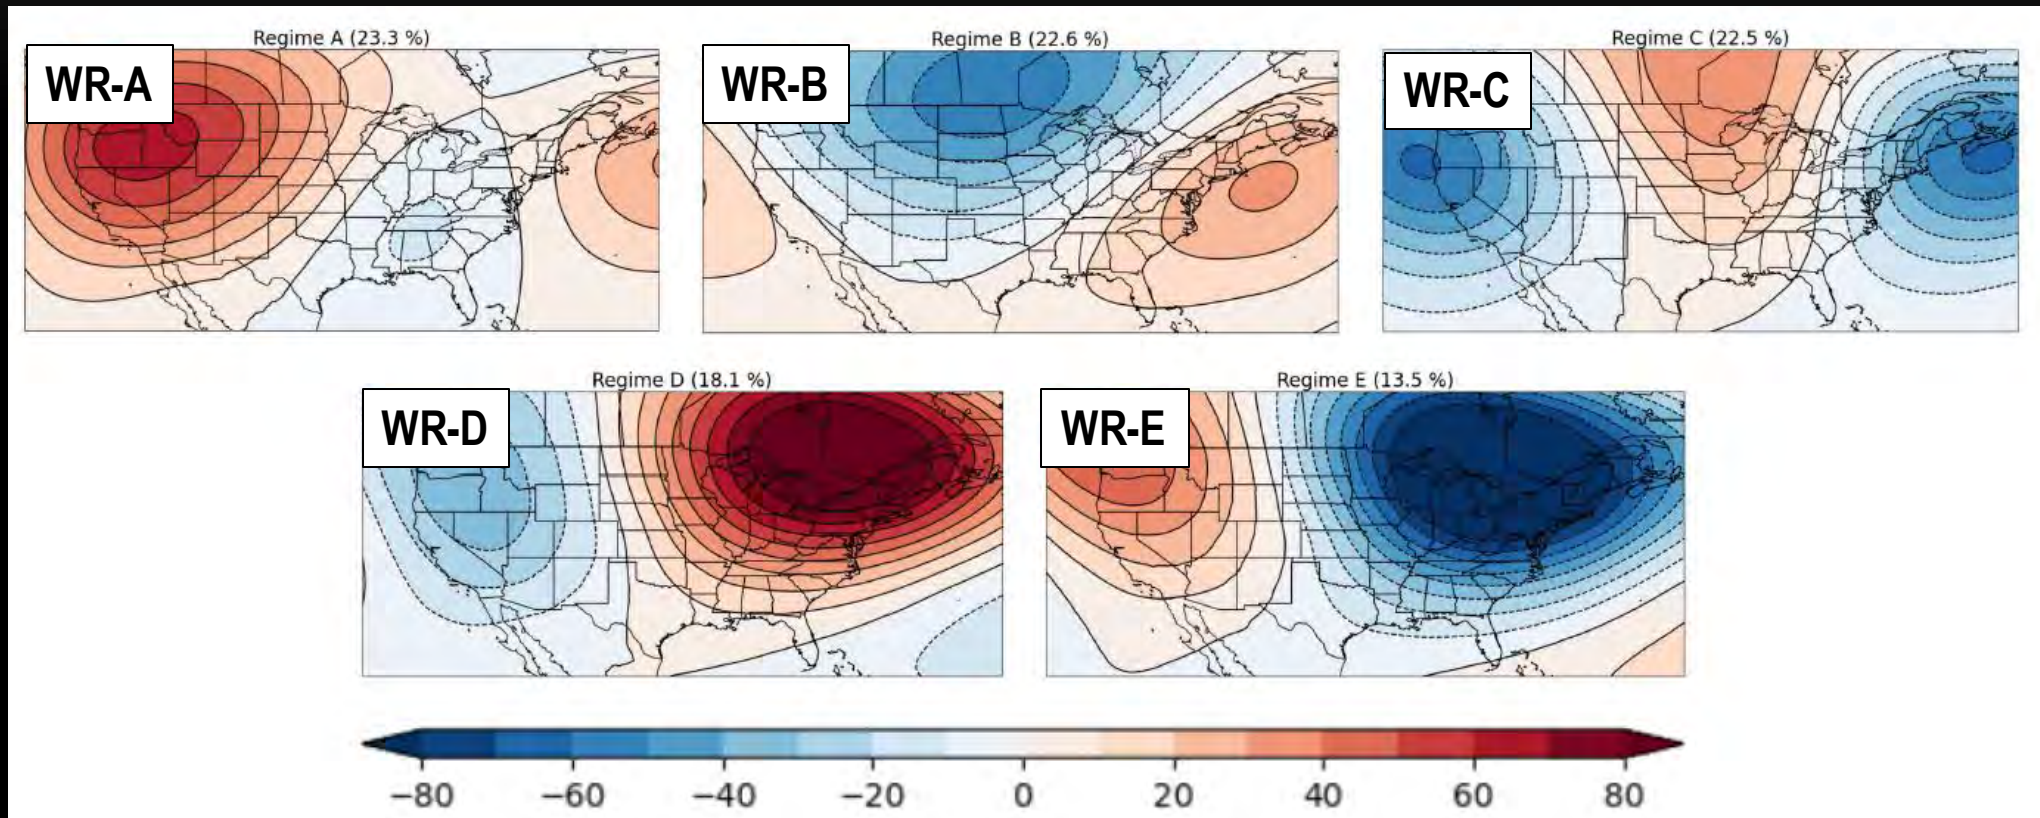 Regime A (23.3 %)
WR-A
Regime B (22.6 %)
WR-B
Regime C (22.5 %)
WR-C
Regime D (18.1 %)
WR-D
Regime E (13.5 %)
WR-E
−80 −60 −40 −20 0 20 40 60 80